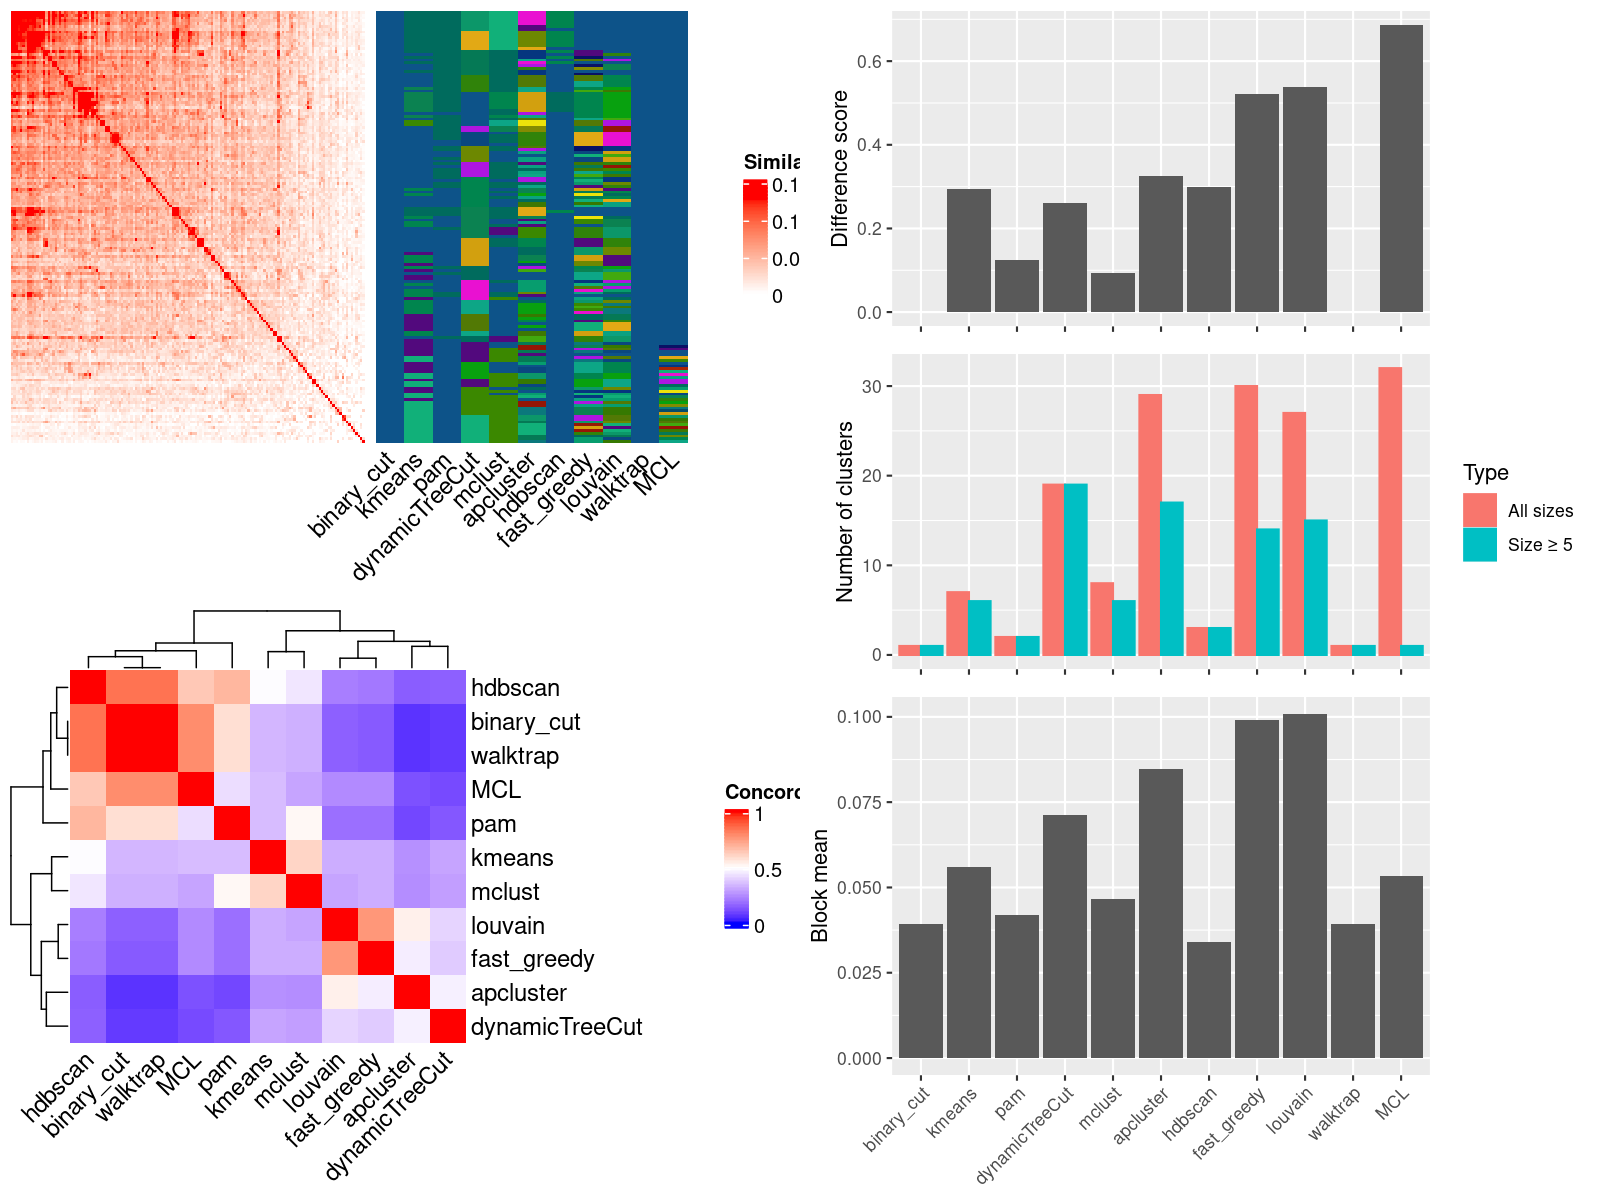 Simila
0.1
0.1
0.0
0
binary_cut
kmeans
pam
dynamicTreeCut
mclust
apcluster
hdbscan
fast_greedy
louvain
walktrap
MCL
hdbscan
binary_cut
walktrap
MCL
pam
kmeans
mclust
louvain
fast_greedy
apcluster
dynamicTreeCut
hdbscan
binary_cut
walktrap
MCL
pam
kmeans
mclust
louvain
fast_greedy
apcluster
dynamicTreeCut
Concord
1
0.5
0
Difference score
0.6
0.4
0.2
0.0
Number of clusters
30
20
10
0
Type
All sizes
Size ≥ 5
Block mean
0.100
0.075
0.050
0.025
0.000
binary_cut
kmeans
pam
dynamicTreeCut
mclust
apcluster
hdbscan
fast_greedy
louvain
walktrap
MCL